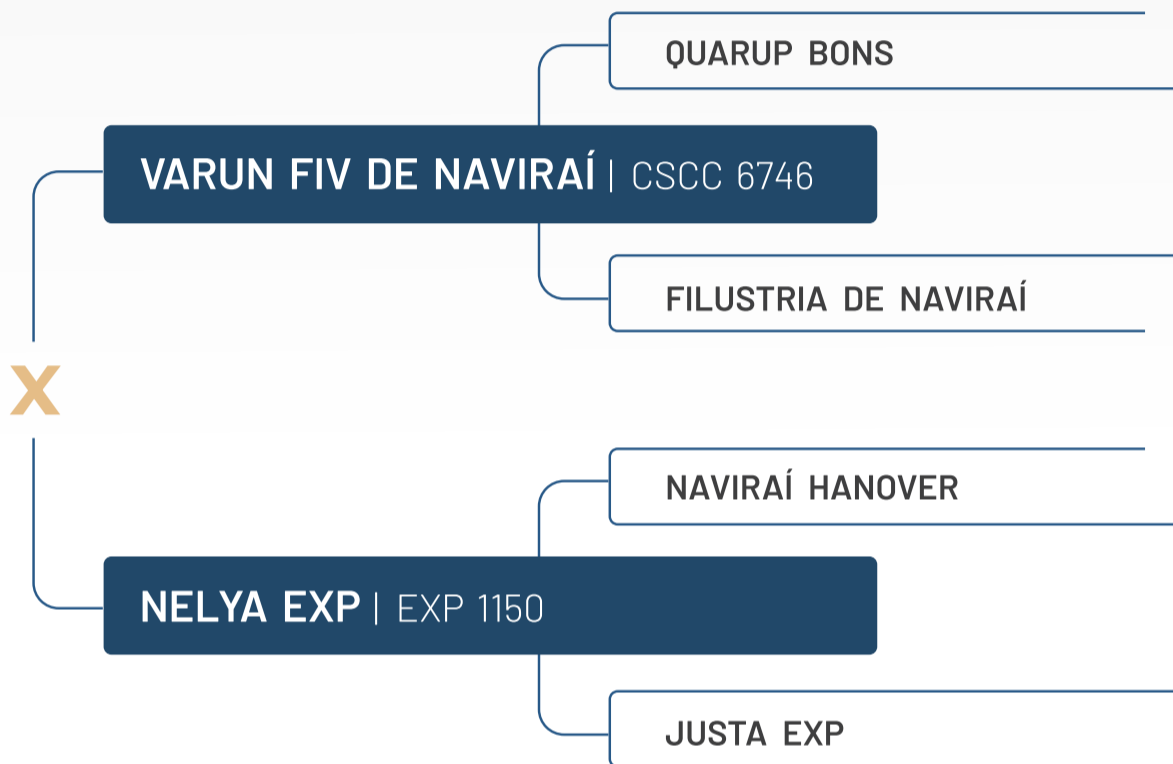 QUARUP BONS
VARUN FIV DE NAVIRAÍ | CSCC 6746
FILUSTRIA DE NAVIRAÍ
X
NAVIRAÍ HANOVER
NELYA EXP | EXP 1150
JUSTA EXP